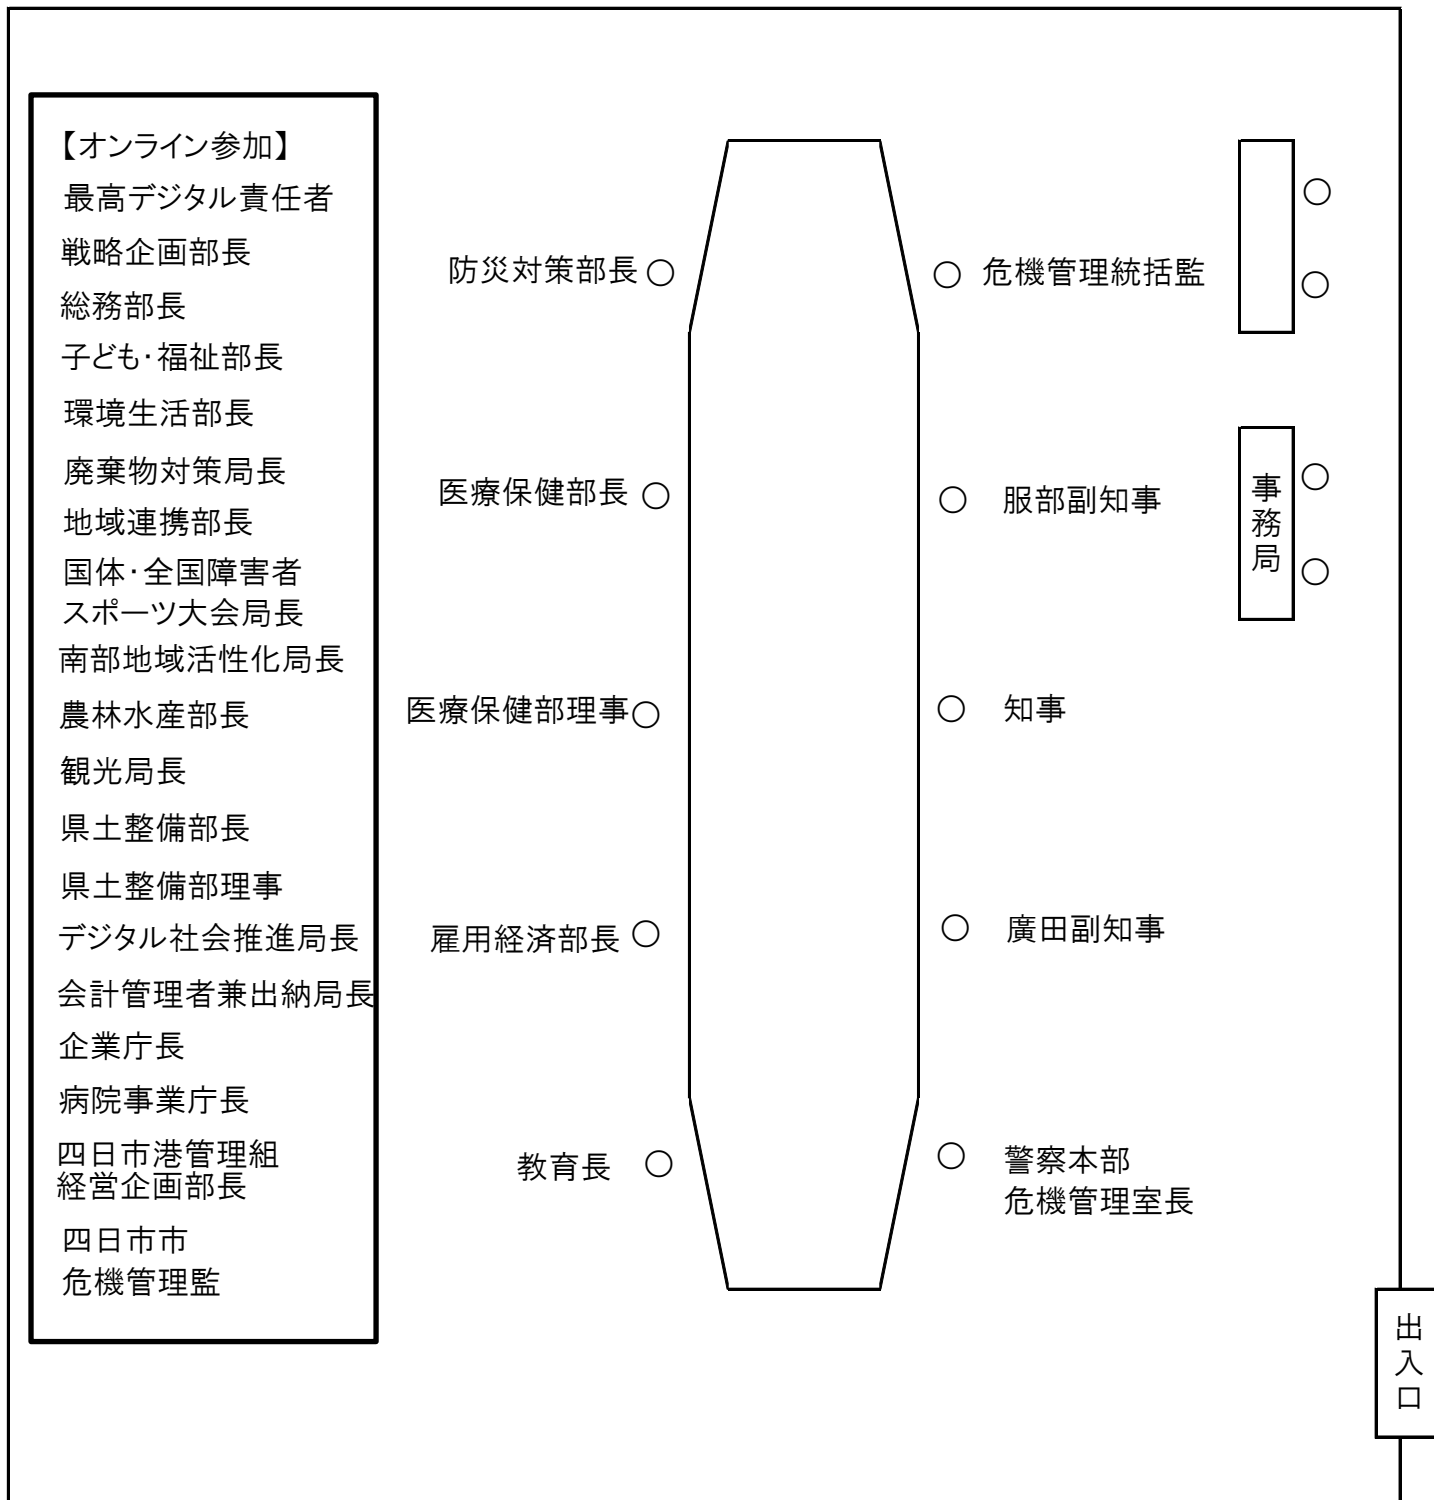 【オンライン参加】
最高デジタル責任者
戦略企画部長
総務部長
子ども・福祉部長
環境生活部長
廃棄物対策局長
地域連携部長
国体・全国障害者
スポーツ大会局長
南部地域活性化局長
農林水産部長
観光局長
県土整備部長
県土整備部理事
デジタル社会推進局長
会計管理者兼出納局長
企業庁長
病院事業庁長
四日市港管理組
経営企画部長
四日市市
危機管理監
防災対策部長
医療保健部長
医療保健部理事
雇用経済部長
教育長
危機管理統括監
服部副知事
知事
廣田副知事
警察本部
危機管理室長
事務局
出入口